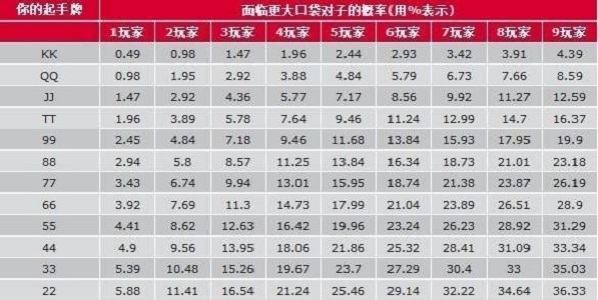 你的起手牌 面临更大口袋对子的概率(用%表示)
1玩家 2玩家 3玩家 4玩家 5玩家 6玩家 7玩家 8玩家 9玩家
KK 0.49 0.98 1.47 1.96 2.44 2.93 3.42 3.91 4.39
QQ 0.98 1.95 2.92 3.88 4.84 5.79 6.73 7.66 8.59
JJ 1.47 2.92 4.36 5.77 7.17 8.56 9.92 11.27 12.59
TT 1.96 3.89 5.78 7.64 9.46 11.24 12.99 14.7 16.37
99 2.45 4.84 7.18 9.46 11.68 13.84 15.93 17.95 19.9
88 2.94 5.8 8.57 11.25 13.84 16.34 18.73 21.01 23.18
77 3.43 6.74 9.94 13.01 15.95 18.74 21.38 23.87 26.19
66 3.92 7.69 11.3 14.73 17.99 21.04 23.89 26.51 28.9
55 4.41 8.62 12.63 16.42 19.96 23.24 26.23 28.92 31.29
44 4.9 9.56 13.95 18.06 21.86 25.32 28.41 31.09 33.34
33 5.39 10.48 15.26 19.67 23.7 27.29 30.4 33 35.03
22 5.88 11.41 16.54 21.24 25.46 29.14 32.22 34.64 36.33